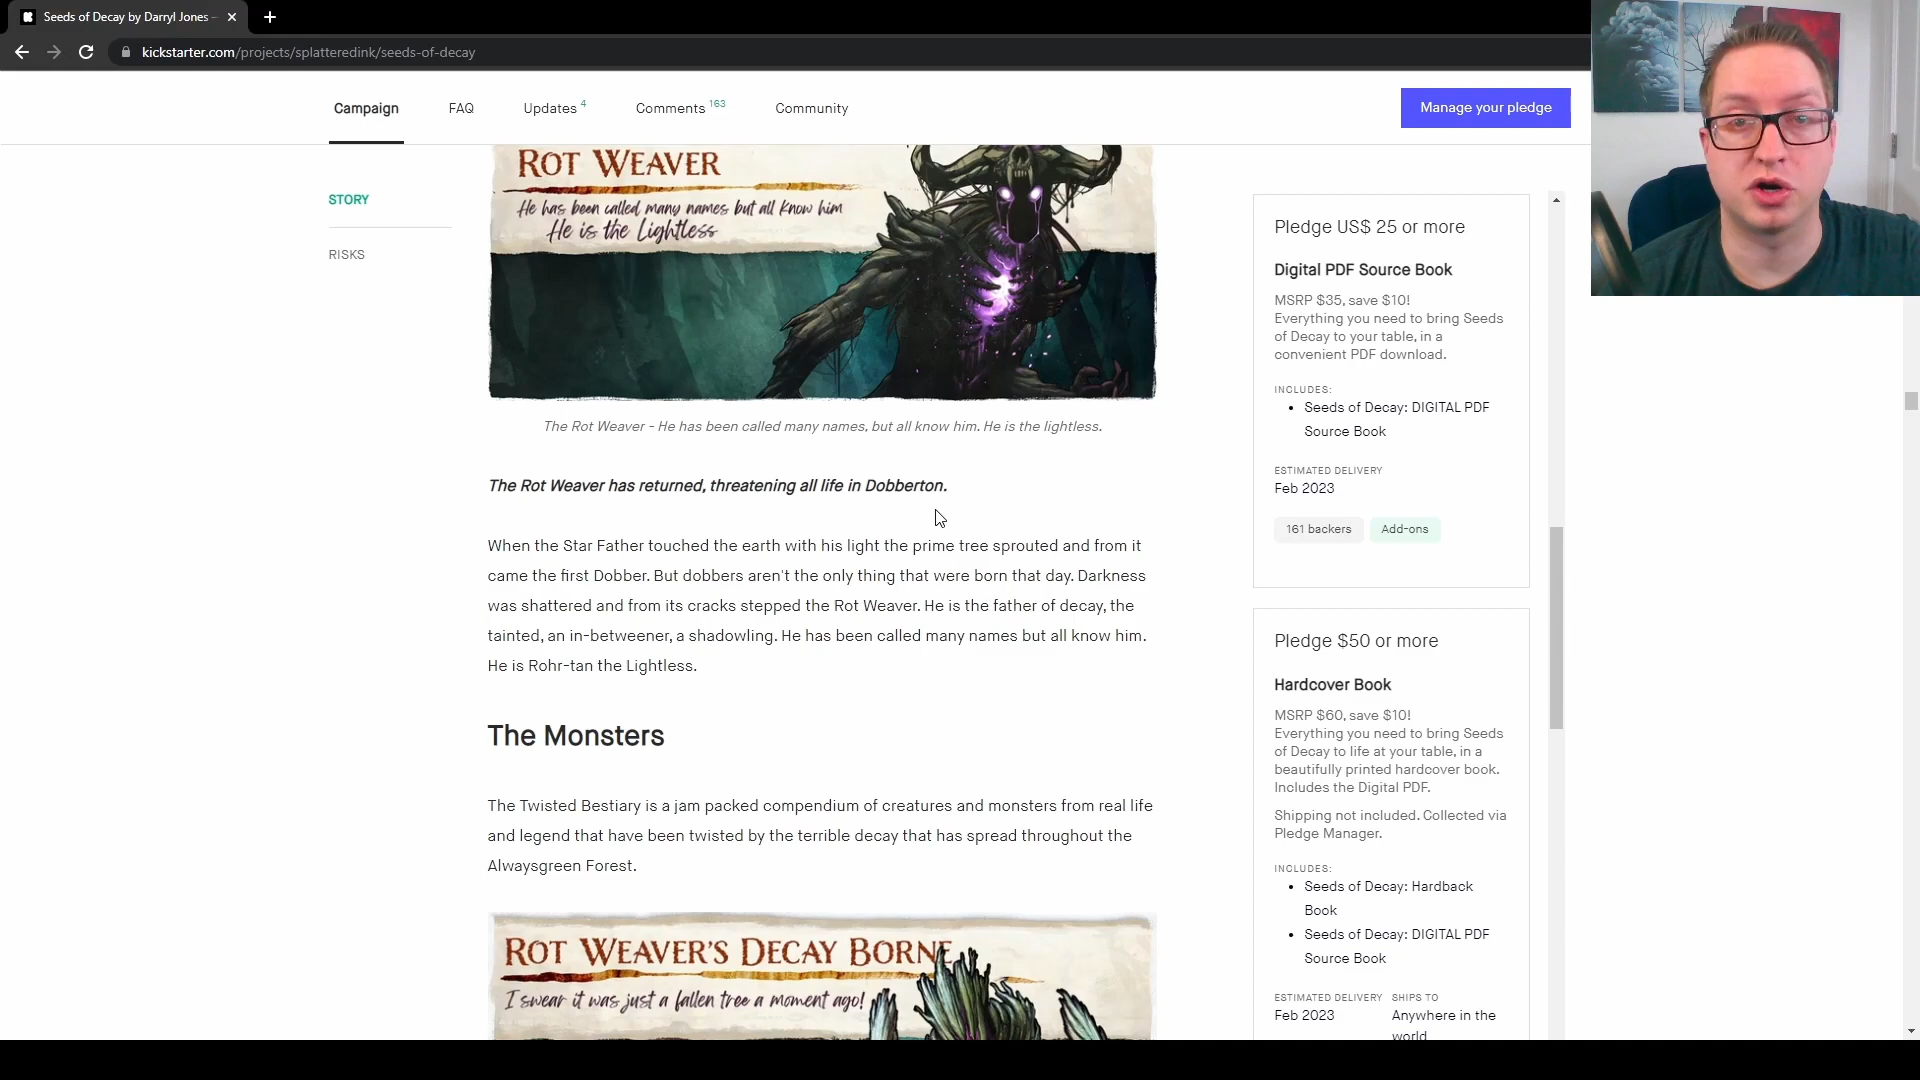 Seeds of Decay by Darryl Jones –
kickstarter.com/projects/splatteredink/seeds-of-decay
Campaign
FAQ
Updates 4
Comments 163
Community
Manage your pledge
STORY
RISKS
ROT WEAVER
He has been called many names but all know him
He is the Lightless
The Rot Weaver - He has been called many names, but all know him. He is the lightless.
The Rot Weaver has returned, threatening all life in Dobberton.
When the Star Father touched the earth with his light the prime tree sprouted and from it
came the first Dobber. But dobbers aren't the only thing that were born that day. Darkness
was shattered and from its cracks stepped the Rot Weaver. He is the father of decay, the
tainted, an in-betweener, a shadowling. He has been called many names but all know him.
He is Rohr-tan the Lightless.
The Monsters
The Twisted Bestiary is a jam packed compendium of creatures and monsters from real life
and legend that have been twisted by the terrible decay that has spread throughout the
Alwaysgreen Forest.
ROT WEAVER'S DECAY BORNE
I swear it was just a fallen tree a moment ago!
Pledge US$ 25 or more
Digital PDF Source Book
MSRP $35, save $10!
Everything you need to bring Seeds
of Decay to your table, in a
convenient PDF download.
INCLUDES:
• Seeds of Decay: DIGITAL PDF
Source Book
ESTIMATED DELIVERY
Feb 2023
161 backers
Add-ons
Pledge $50 or more
Hardcover Book
MSRP $60, save $10!
Everything you need to bring Seeds
of Decay to life at your table, in a
beautifully printed hardcover book.
Includes the Digital PDF.
Shipping not included. Collected via
Pledge Manager.
INCLUDES:
• Seeds of Decay: Hardback
Book
• Seeds of Decay: DIGITAL PDF
Source Book
ESTIMATED DELIVERY
Feb 2023
SHIPS TO
Anywhere in the
world